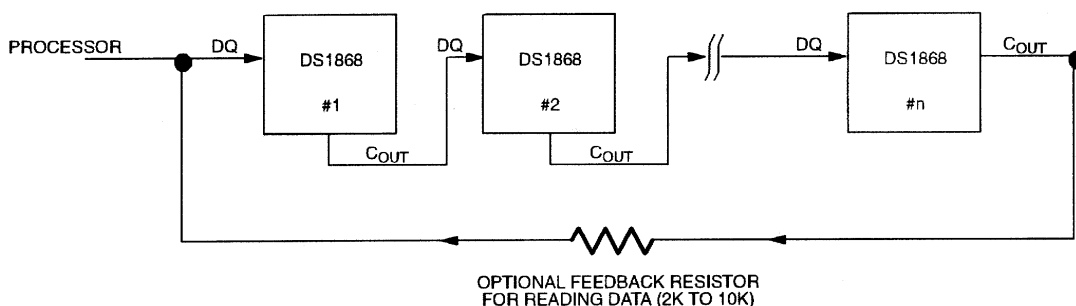 PROCESSOR
DQ
DS1868
#1
COUT
DQ
DS1868
#2
COUT
DQ
DS1868
#n
COUT
OPTIONAL FEEDBACK RESISTOR
FOR READING DATA (2K TO 10K)